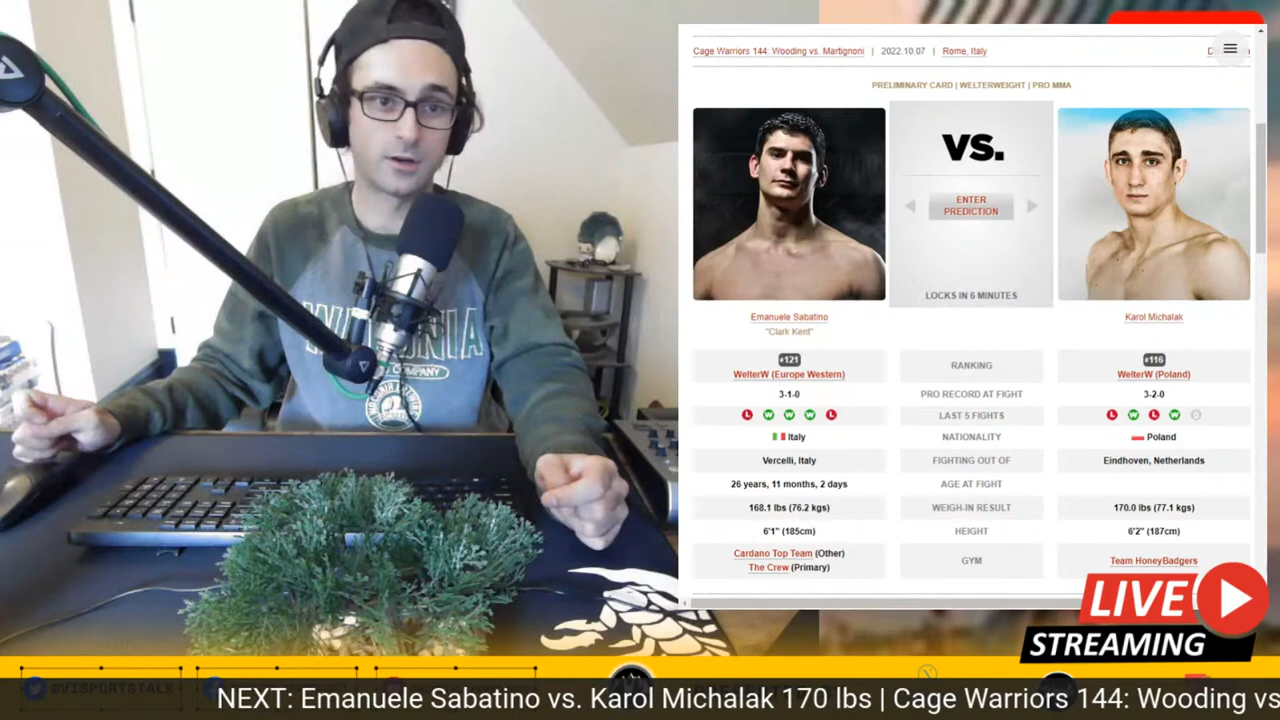 Cage Warriors 144: Wooding vs. Martignoni | 2022.10.07 | Rome, Italy
PRELIMINARY CARD | WELTERWEIGHT | PRO MMA
VS.
ENTER
PREDICTION
LOCKS IN 6 MINUTES
Emanuele Sabatino
"Clark Kent"
Karol Michalak
#121 RANKING #116
WelterW (Europe Western) WelterW (Poland)
3-1-0 PRO RECORD AT FIGHT 3-2-0
L W W W L LAST 5 FIGHTS L W L W
Italy NATIONALITY Poland
Vercelli, Italy FIGHTING OUT OF Eindhoven, Netherlands
26 years, 11 months, 2 days AGE AT FIGHT
168.1 lbs (76.2 kgs) WEIGH-IN RESULT 170.0 lbs (77.1 kgs)
6'1" (185cm) HEIGHT 6'2" (187cm)
Cardano Top Team (Other)
The Crew (Primary) GYM Team HoneyBadgers
COMPANY
LIVE
STREAMING
@VISPORTSTALK
NEXT: Emanuele Sabatino vs. Karol Michalak 170 lbs | Cage Warriors 144: Wooding vs